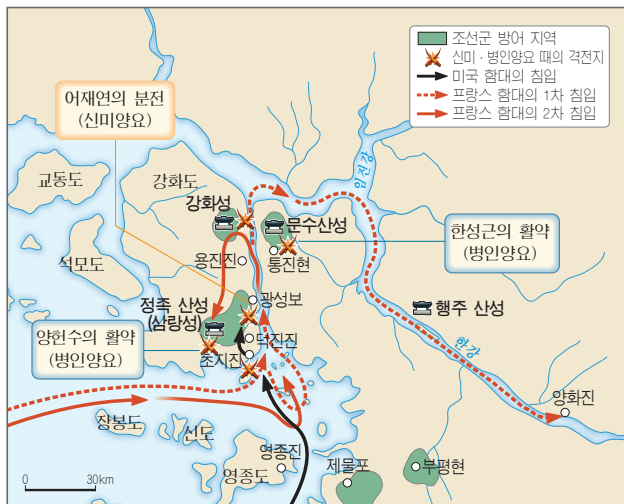 조선군 방어 지역
신미·병인양요 때의 격전지
미국 함대의 침입
프랑스 함대의 1차 침입
프랑스 함대의 2차 침입
어재연의 분전
(신미양요)
교동도
강화도
임진강
강화성
문수산성
한성근의 활약
(병인양요)
석모도
용진진
통진현
정족 산성
(삼랑성)
광성보
행주 산성
양헌수의 활약
(병인양요)
덕진진
초지진
한강
양화진
장봉도
신도
영종진
영종도
제물포
부평현
0 30km